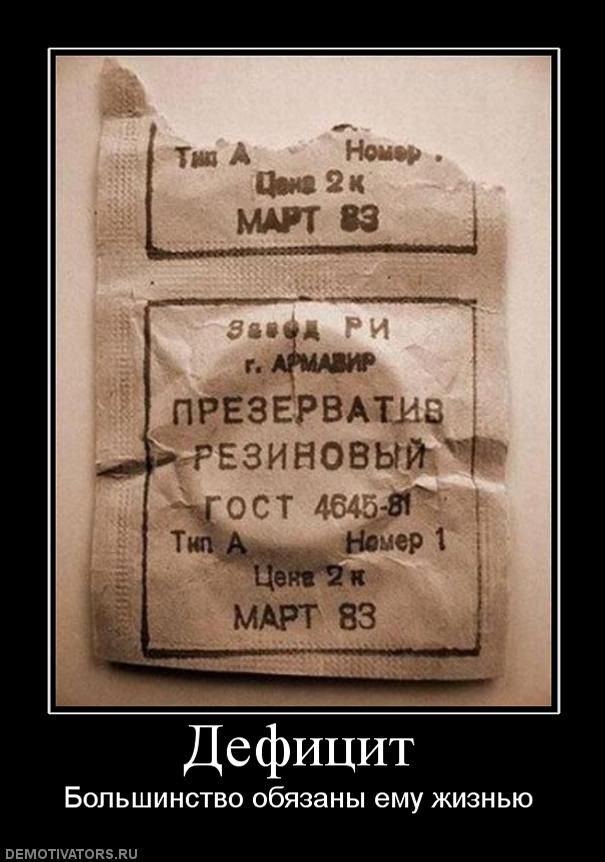 Тип А Номер
Цена 2 к
МАРТ 83
Завод РИ
г. АРМАВИР
ПРЕЗЕРВАТИВ
РЕЗИНОВЫЙ
ГОСТ 4645-81
Тип А Номер 1
Цена 2 к
МАРТ 83
Дефицит
Большинство обязаны ему жизнью
DEMOTIVATORS.RU